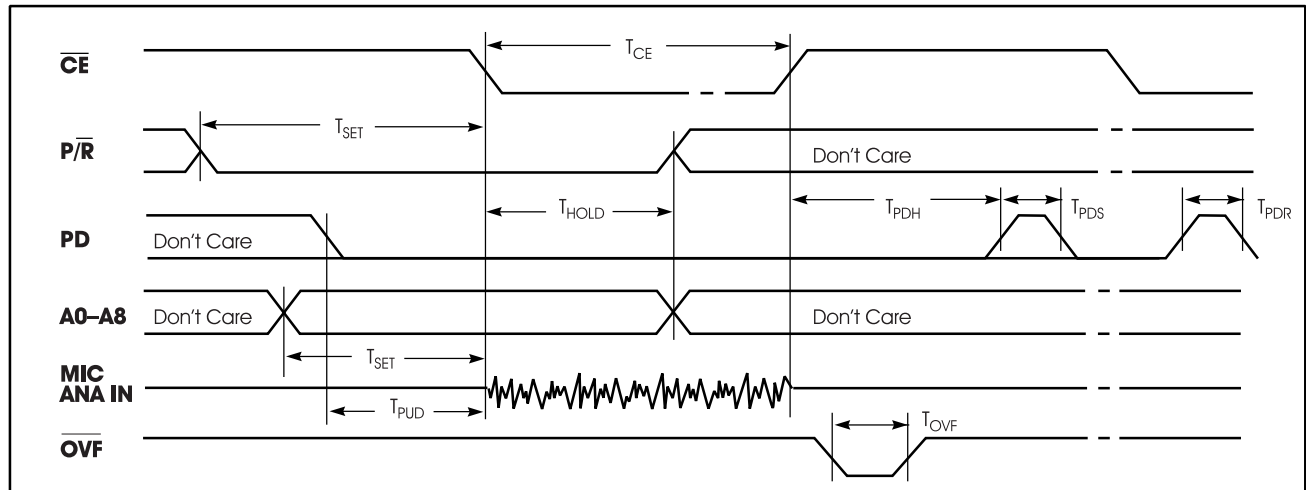 CE
T_CE
T_SET
P/R
Don't Care
T_HOLD
T_PDH
T_PDS
T_PDR
PD
Don't Care
A0–A8
Don't Care
Don't Care
T_SET
MIC
ANA IN
T_PUD
T_OVF
OVF